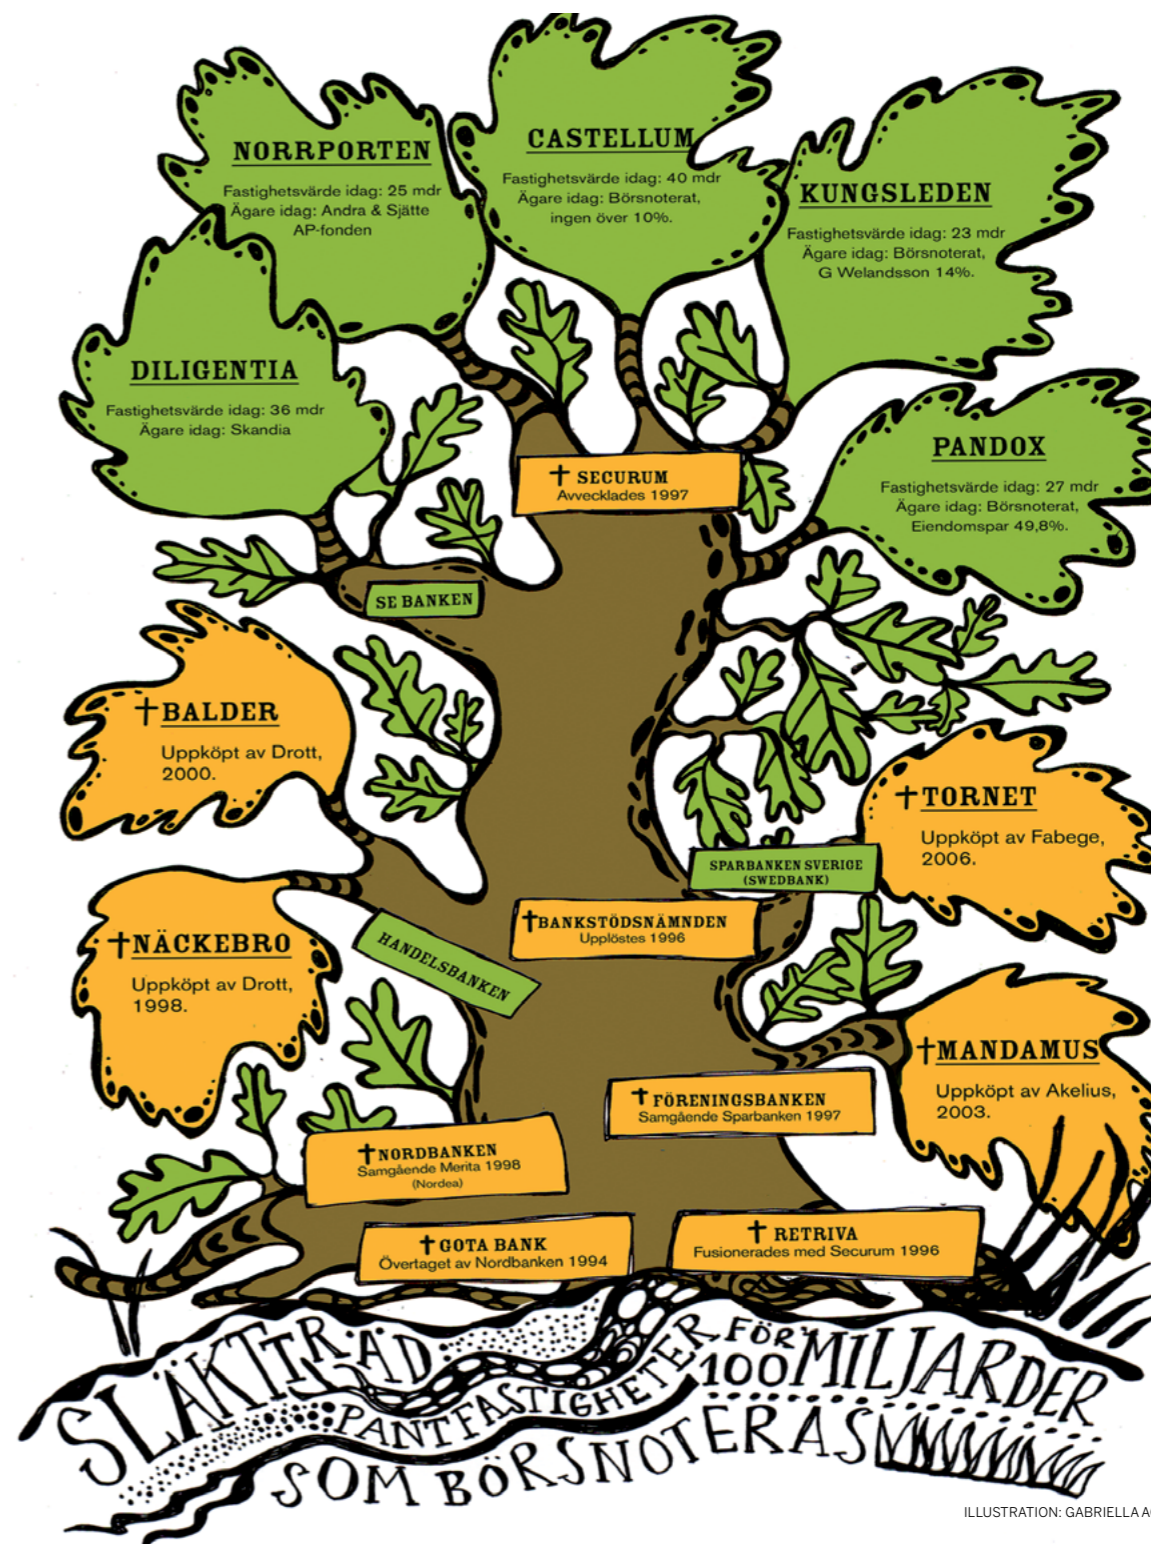 NORRPORTEN
Fastighetsvärde idag: 25 mdr
Ägare idag: Andra & Sjätte
AP-fonden
CASTELLUM
Fastighetsvärde idag: 40 mdr
Ägare idag: Börsnoterat,
ingen över 10%.
KUNGSLEDEN
Fastighetsvärde idag: 23 mdr
Ägare idag: Börsnoterat,
G Welandsson 14%.
DILIGENTIA
Fastighetsvärde idag: 36 mdr
Ägare idag: Skandia
PANDOX
Fastighetsvärde idag: 27 mdr
Ägare idag: Börsnoterat,
Eiendomspar 49,8%.
† SECURUM
Avvecklades 1997
SE BANKEN
† BALDER
Uppköpt av Drott,
2000.
† TORNET
Uppköpt av Fabege,
2006.
SPARBANKEN SVERIGE
(SWEDBANK)
† BANKSTÖDSNÄMNDEN
Upplöstes 1996
† NÄCKEBRO
Uppköpt av Drott,
1998.
HANDELSBANKEN
† MANDAMUS
Uppköpt av Akelius,
2003.
† FÖRENINGSBANKEN
Samgående Sparbanken 1997
† NORDBANKEN
Samgående Merita 1998
(Nordea)
† GOTA BANK
Övertaget av Nordbanken 1994
† RETRIVA
Fusionerades med Securum 1996
SLÄKTTRÄD FÖR
PANTFASTIGHETER 100 MILJARDER
SOM BÖRSNOTERAS
ILLUSTRATION: GABRIELLA